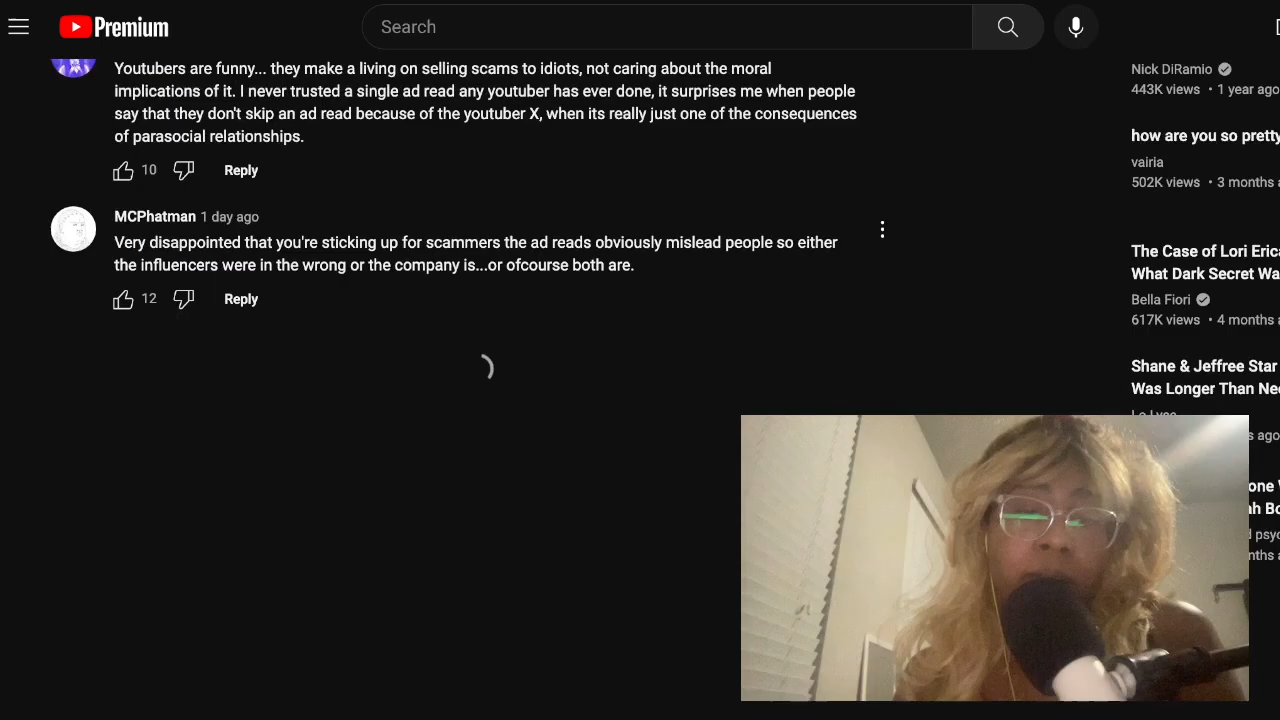 Premium
Search
Youtubers are funny... they make a living on selling scams to idiots, not caring about the moral
implications of it. I never trusted a single ad read any youtuber has ever done, it surprises me when people
say that they don't skip an ad read because of the youtuber X, when its really just one of the consequences
of parasocial relationships.
10
Reply
MCPhatman 1 day ago
Very disappointed that you're sticking up for scammers the ad reads obviously mislead people so either
the influencers were in the wrong or the company is...or ofcourse both are.
12
Reply
Nick DiRamio
443K views • 1 year ago
how are you so pretty
vairia
502K views • 3 months
The Case of Lori
What Dark Secret
Bella Fiori
617K views • 4 months
Shane & Jeffree Star
Was Longer Than
s ago